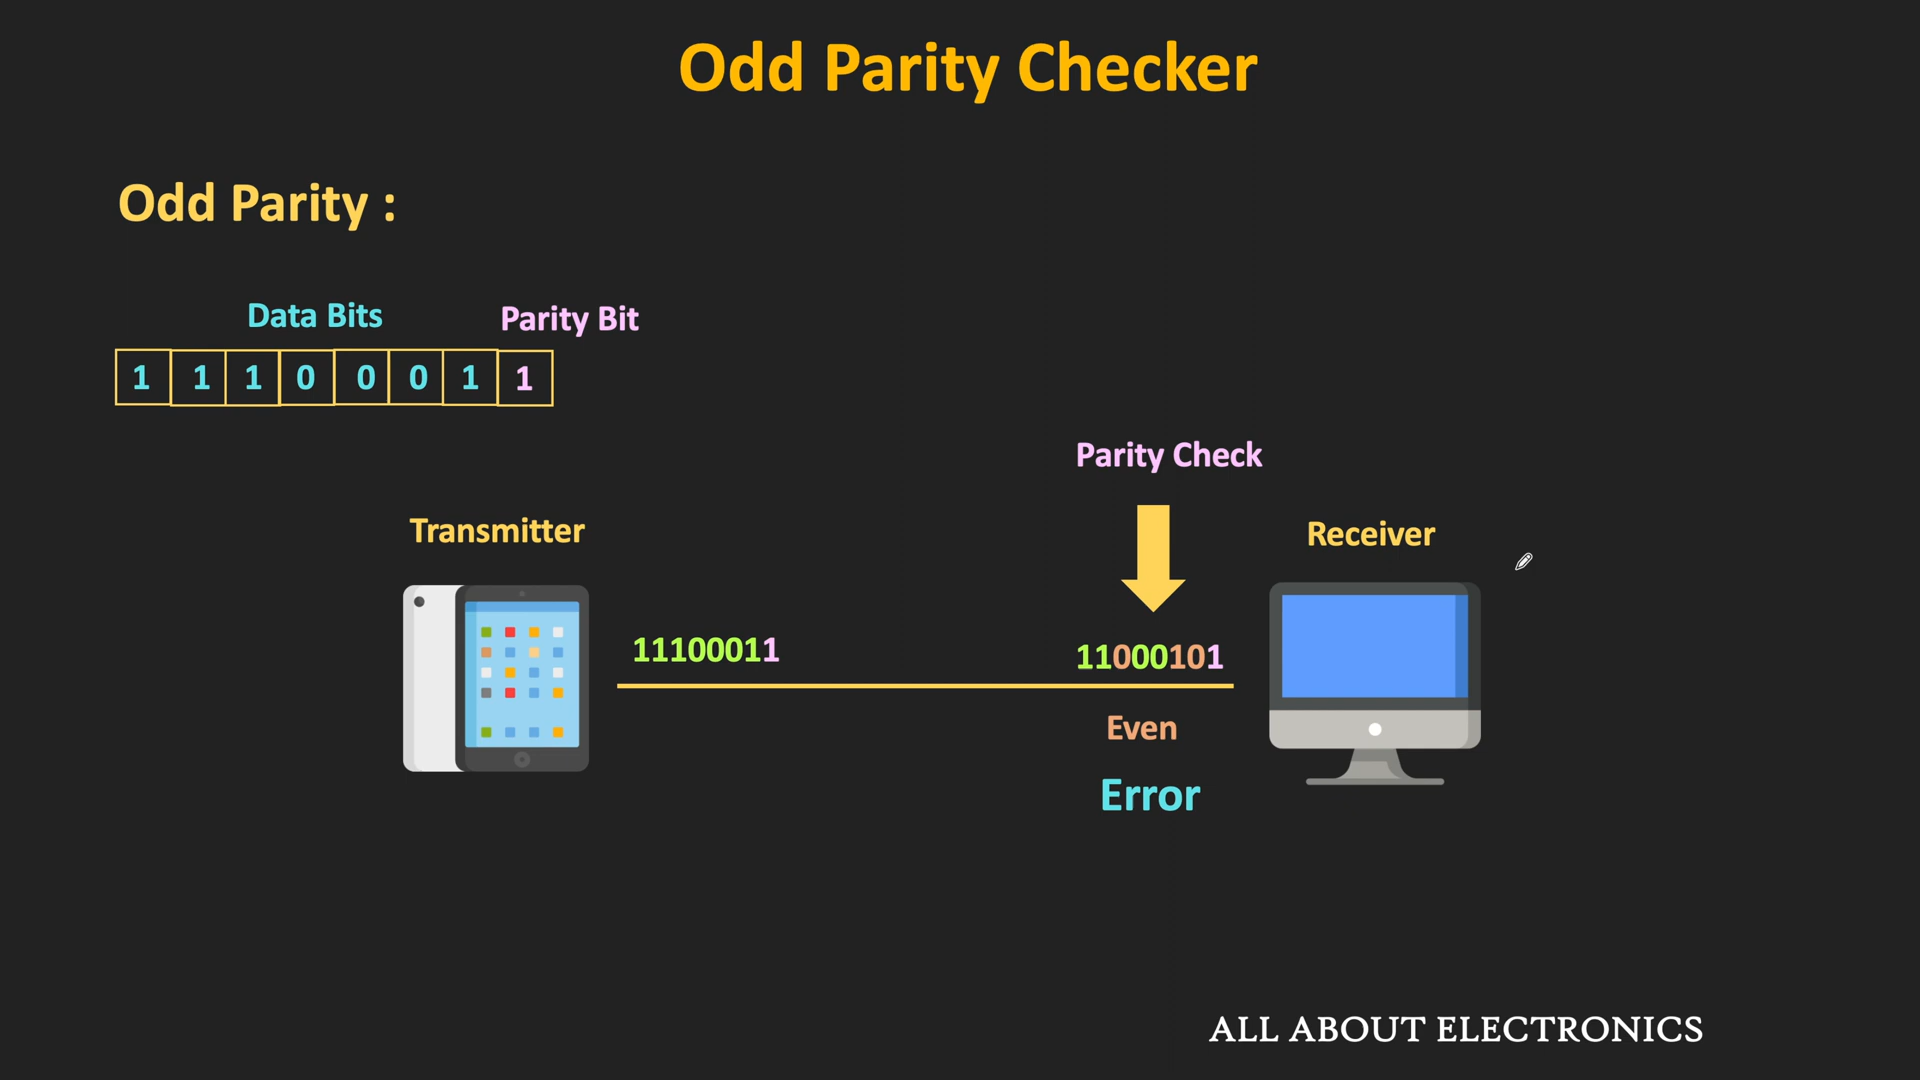 Odd Parity Checker
Odd Parity :
Data Bits
Parity Bit
1 1 1 0 0 0 1 1
Parity Check
Transmitter
Receiver
11100011
11000101
Even
Error
ALL ABOUT ELECTRONICS